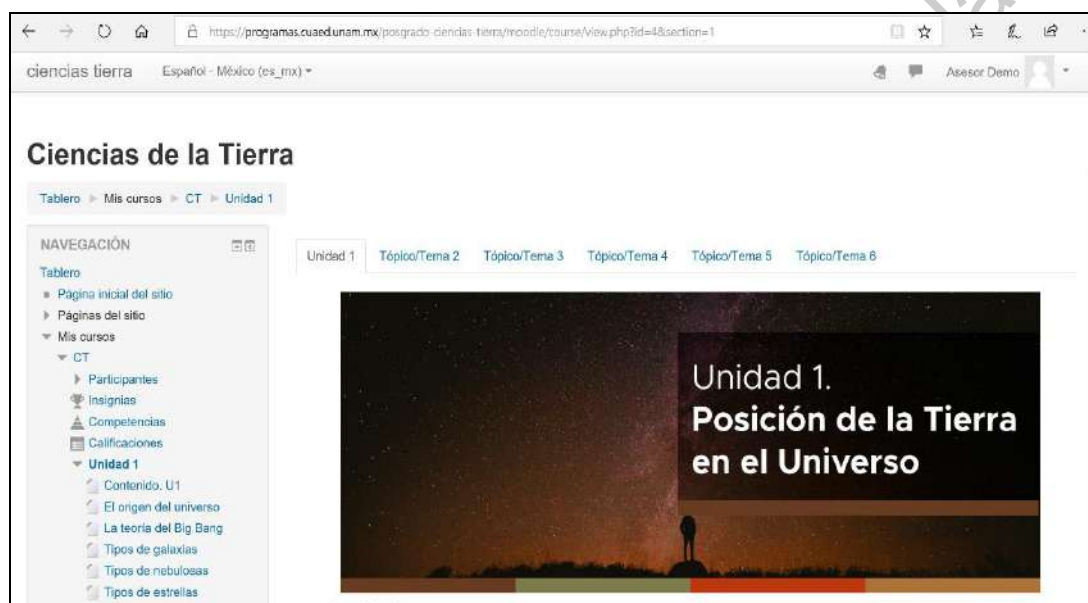 https://programas.cuaed.unam.mx/posgrado-ciencias-tierra/moodle/course/view.php?id=4&section=1
ciencias tierra Español - México (es_mx) Asesor Demo
Ciencias de la Tierra
Tablero Mis cursos CT Unidad 1
NAVEGACIÓN
Tablero
Página inicial del sitio
Páginas del sitio
Mis cursos
CT
Participantes
Insignias
Competencias
Calificaciones
Unidad 1
Contenido. U1
El origen del universo
La teoría del Big Bang
Tipos de galaxias
Tipos de nebulosas
Tipos de estrellas
Unidad 1 Tópico/Tema 2 Tópico/Tema 3 Tópico/Tema 4 Tópico/Tema 5 Tópico/Tema 6
Unidad 1.
Posición de la Tierra
en el Universo